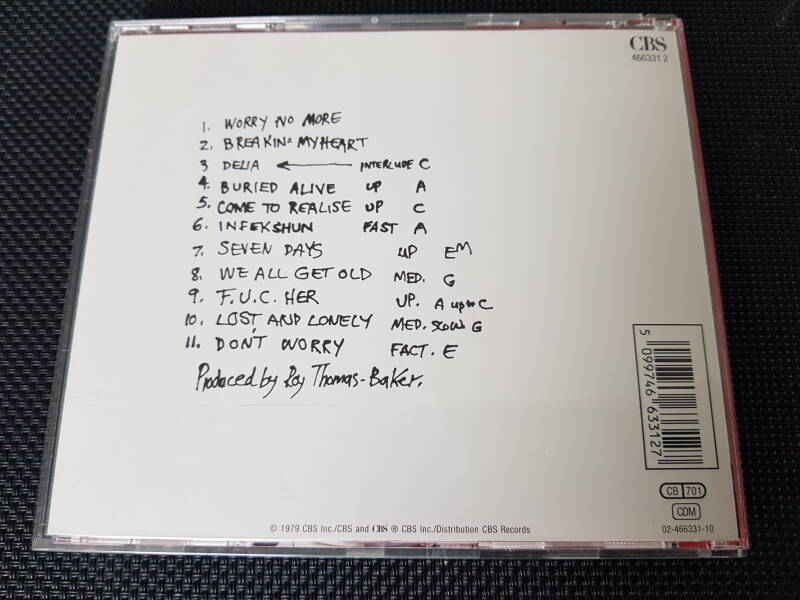 CBS
466331 2
1. WORRY NO MORE
2. BREAKIN' MY HEART
3 DELIA ← INTERLUDE C
4. BURIED ALIVE UP A
5. COME TO REALISE UP C
6. INFEKSHUN FAST A
7. SEVEN DAYS UP EM
8. WE ALL GET OLD MED. G
9. F.U.C. HER UP. A up to C
10. LOST, AND LONELY MED. SLOW G
11. DON'T WORRY FACT. E
Produced by Roy Thomas-Baker.
5 099746 633127
CB 701
CDM
© 1979 CBS Inc./CBS and CBS ® CBS Inc./Distribution CBS Records
02-466331-10